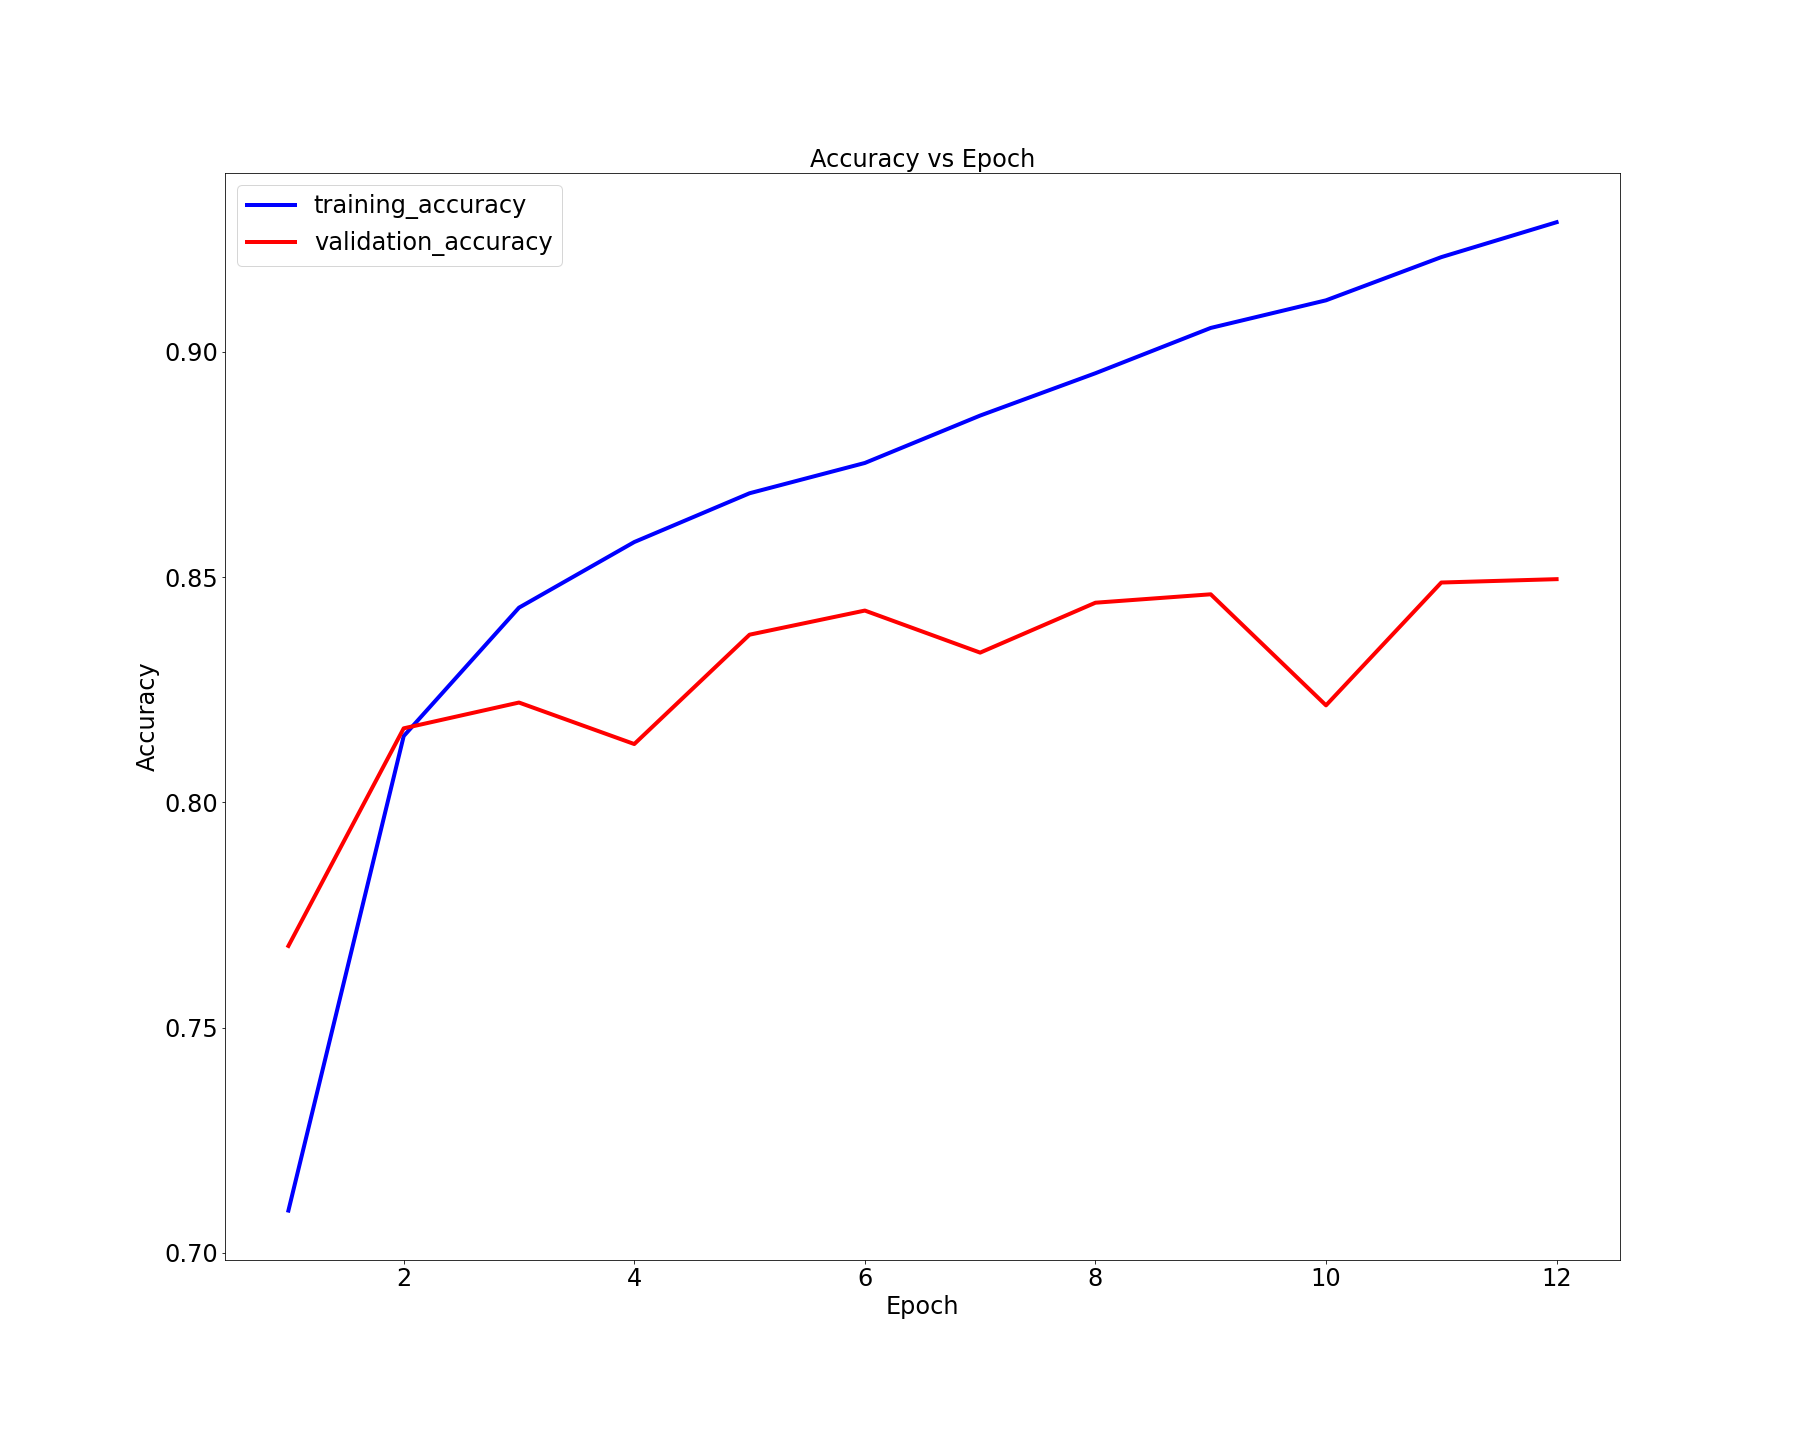 Accuracy vs Epoch
training_accuracy
validation_accuracy
0.90
0.85
0.80
0.75
0.70
Accuracy
2 4 6 8 10 12
Epoch